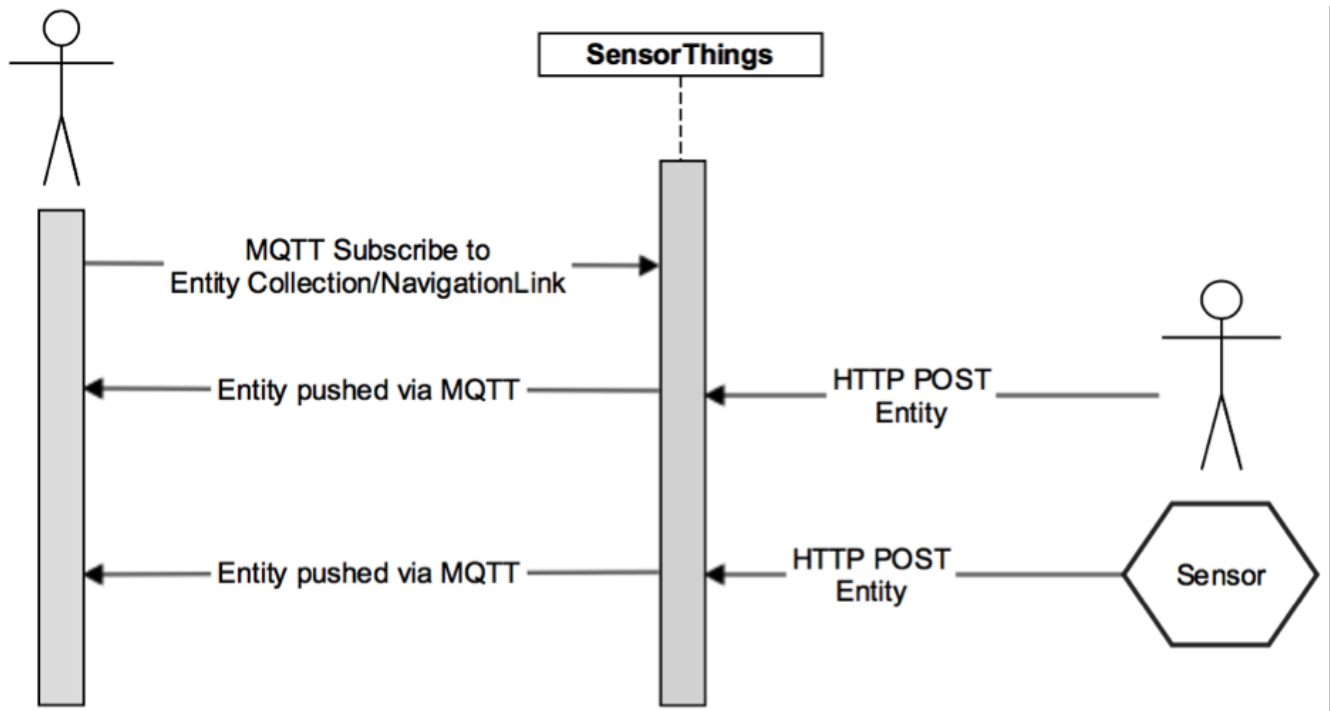 SensorThings
MQTT Subscribe to
Entity Collection/NavigationLink
Entity pushed via MQTT
HTTP POST
Entity
Entity pushed via MQTT
HTTP POST
Entity
Sensor